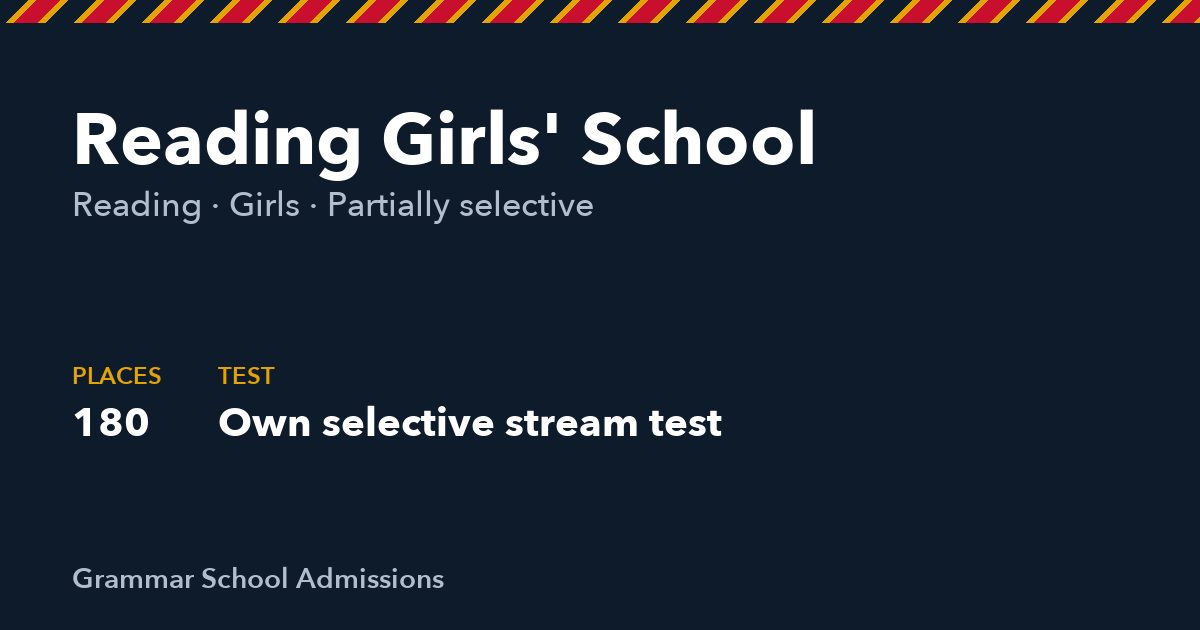 Reading Girls' School
Reading · Girls · Partially selective
PLACES TEST
180 Own selective stream test
Grammar School Admissions